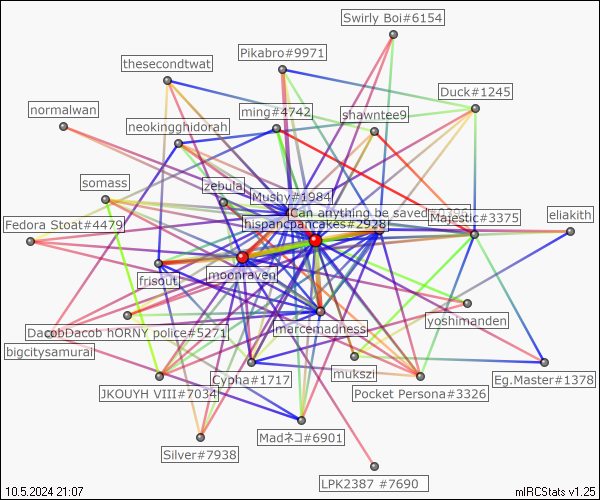 Swirly Boi#6154
Pikabro#9971
thesecondtwat
Duck#1245
normalwan
ming#4742
shawntee9
neokingghidorah
somass
zebula
Mushy#1984
Can anything be saved
Fedora Stoat#4479
hispancpancakes#2928
Majestic#3375
eliakith
moonraven
frisout
DacobDacob hORNY police#5271
marcemadness
yoshimanden
bigcitysamurai
JKOUYH VIII#7034
Cypha#1717
mukszi
Pocket Persona#3326
Eg.Master#1378
Madネコ#6901
Silver#7938
LPK2387 #7690
10.5.2024 21:07
mIRCStats v1.25